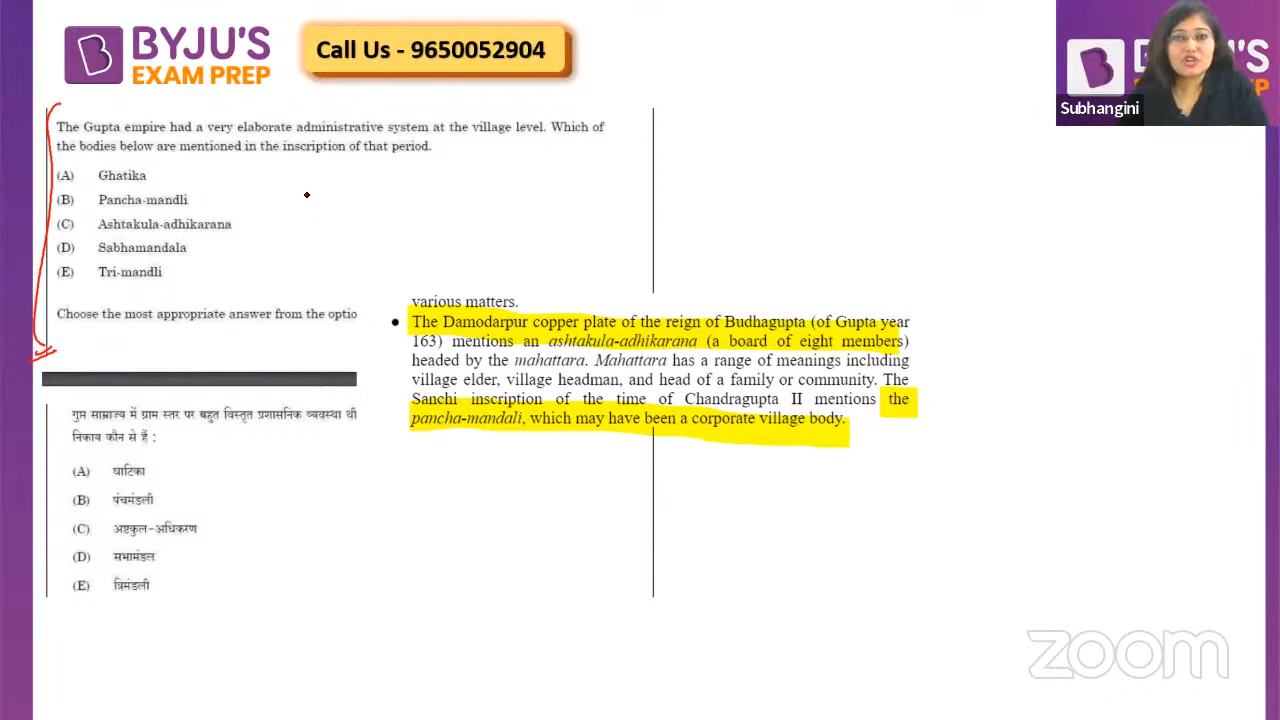 BYJU'S
EXAM PREP
Call Us - 9650052904
Subhangini
The Gupta empire had a very elaborate administrative system at the village level. Which of
the bodies below are mentioned in the inscription of that period.
(A) Ghatika
(B) Pancha-mandli
(C) Ashtakula-adhikarana
(D) Sabhamandala
(E) Tri-mandli
Choose the most appropriate answer from the optio
various matters.
● The Damodarpur copper plate of the reign of Budhagupta (of Gupta year
163) mentions an ashtakula-adhikarana (a board of eight members)
headed by the mahattara. Mahattara has a range of meanings including
village elder, village headman, and head of a family or community. The
Sanchi inscription of the time of Chandragupta II mentions the
pancha-mandali, which may have been a corporate village body.
गुप्त साम्राज्य में ग्राम स्तर पर बहुत विस्तृत प्रशासनिक व्यवस्था थी
निकाय कौन से हैं :
(A) घाटिका
(B) पंचमंडली
(C) अष्टकुल-अधिकरण
(D) सभामंडल
(E) त्रिमंडली
zoom